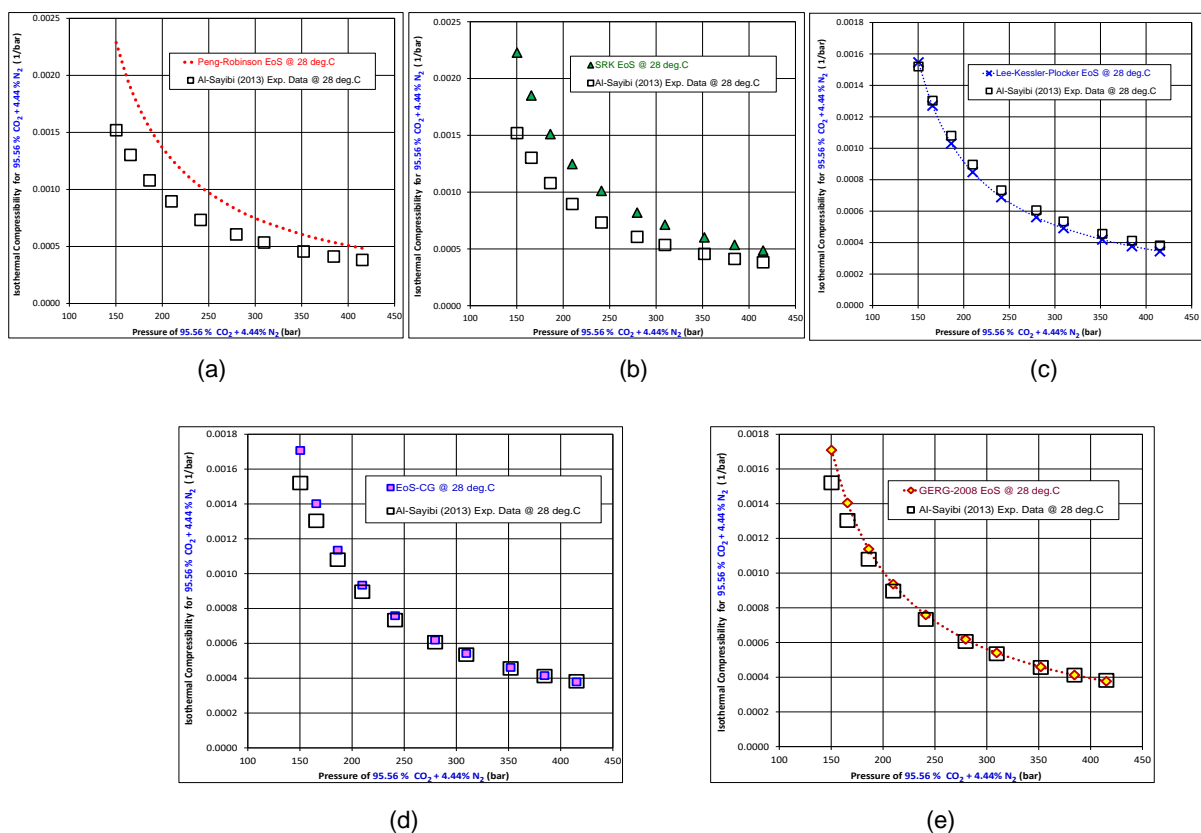 Isothermal Compressibility for 95.56 % CO2 + 4.44 % N2 (1/bar)
0.0025
0.0020
0.0015
0.0010
0.0005
0.0000
Peng-Robinson EoS @ 28 deg.C
Al-Sayibi (2013) Exp. Data @ 28 deg.C
100 150 200 250 300 350 400 450
Pressure of 95.56 % CO2 + 4.44% N2 (bar)
(a)
Isothermal Compressibility for 95.56 % CO2 + 4.44 % N2 (1/bar)
0.0025
0.0020
0.0015
0.0010
0.0005
0.0000
SRK EoS @ 28 deg.C
Al-Sayibi (2013) Exp. Data @ 28 deg.C
100 150 200 250 300 350 400 450
Pressure of 95.56 % CO2 + 4.44% N2 (bar)
(b)
Isothermal Compressibility for 95.56 % CO2 + 4.44 % N2 (1/bar)
0.0018
0.0016
0.0014
0.0012
0.0010
0.0008
0.0006
0.0004
0.0002
0.0000
Lee-Kessler-Plocker EoS @ 28 deg.C
Al-Sayibi (2013) Exp. Data @ 28 deg.C
100 150 200 250 300 350 400 450
Pressure of 95.56 % CO2 + 4.44% N2 (bar)
(c)
Isothermal Compressibility for 95.56 % CO2 + 4.44 % N2 (1/bar)
0.0018
0.0016
0.0014
0.0012
0.0010
0.0008
0.0006
0.0004
0.0002
0.0000
EoS-CG @ 28 deg.C
Al-Sayibi (2013) Exp. Data @ 28 deg.C
100 150 200 250 300 350 400 450
Pressure of 95.56 % CO2 + 4.44% N2 (bar)
(d)
Isothermal Compressibility for 95.56 % CO2 + 4.44 % N2 (1/bar)
0.0018
0.0016
0.0014
0.0012
0.0010
0.0008
0.0006
0.0004
0.0002
0.0000
GERG-2008 EoS @ 28 deg.C
Al-Sayibi (2013) Exp. Data @ 28 deg.C
100 150 200 250 300 350 400 450
Pressure of 95.56 % CO2 + 4.44% N2 (bar)
(e)